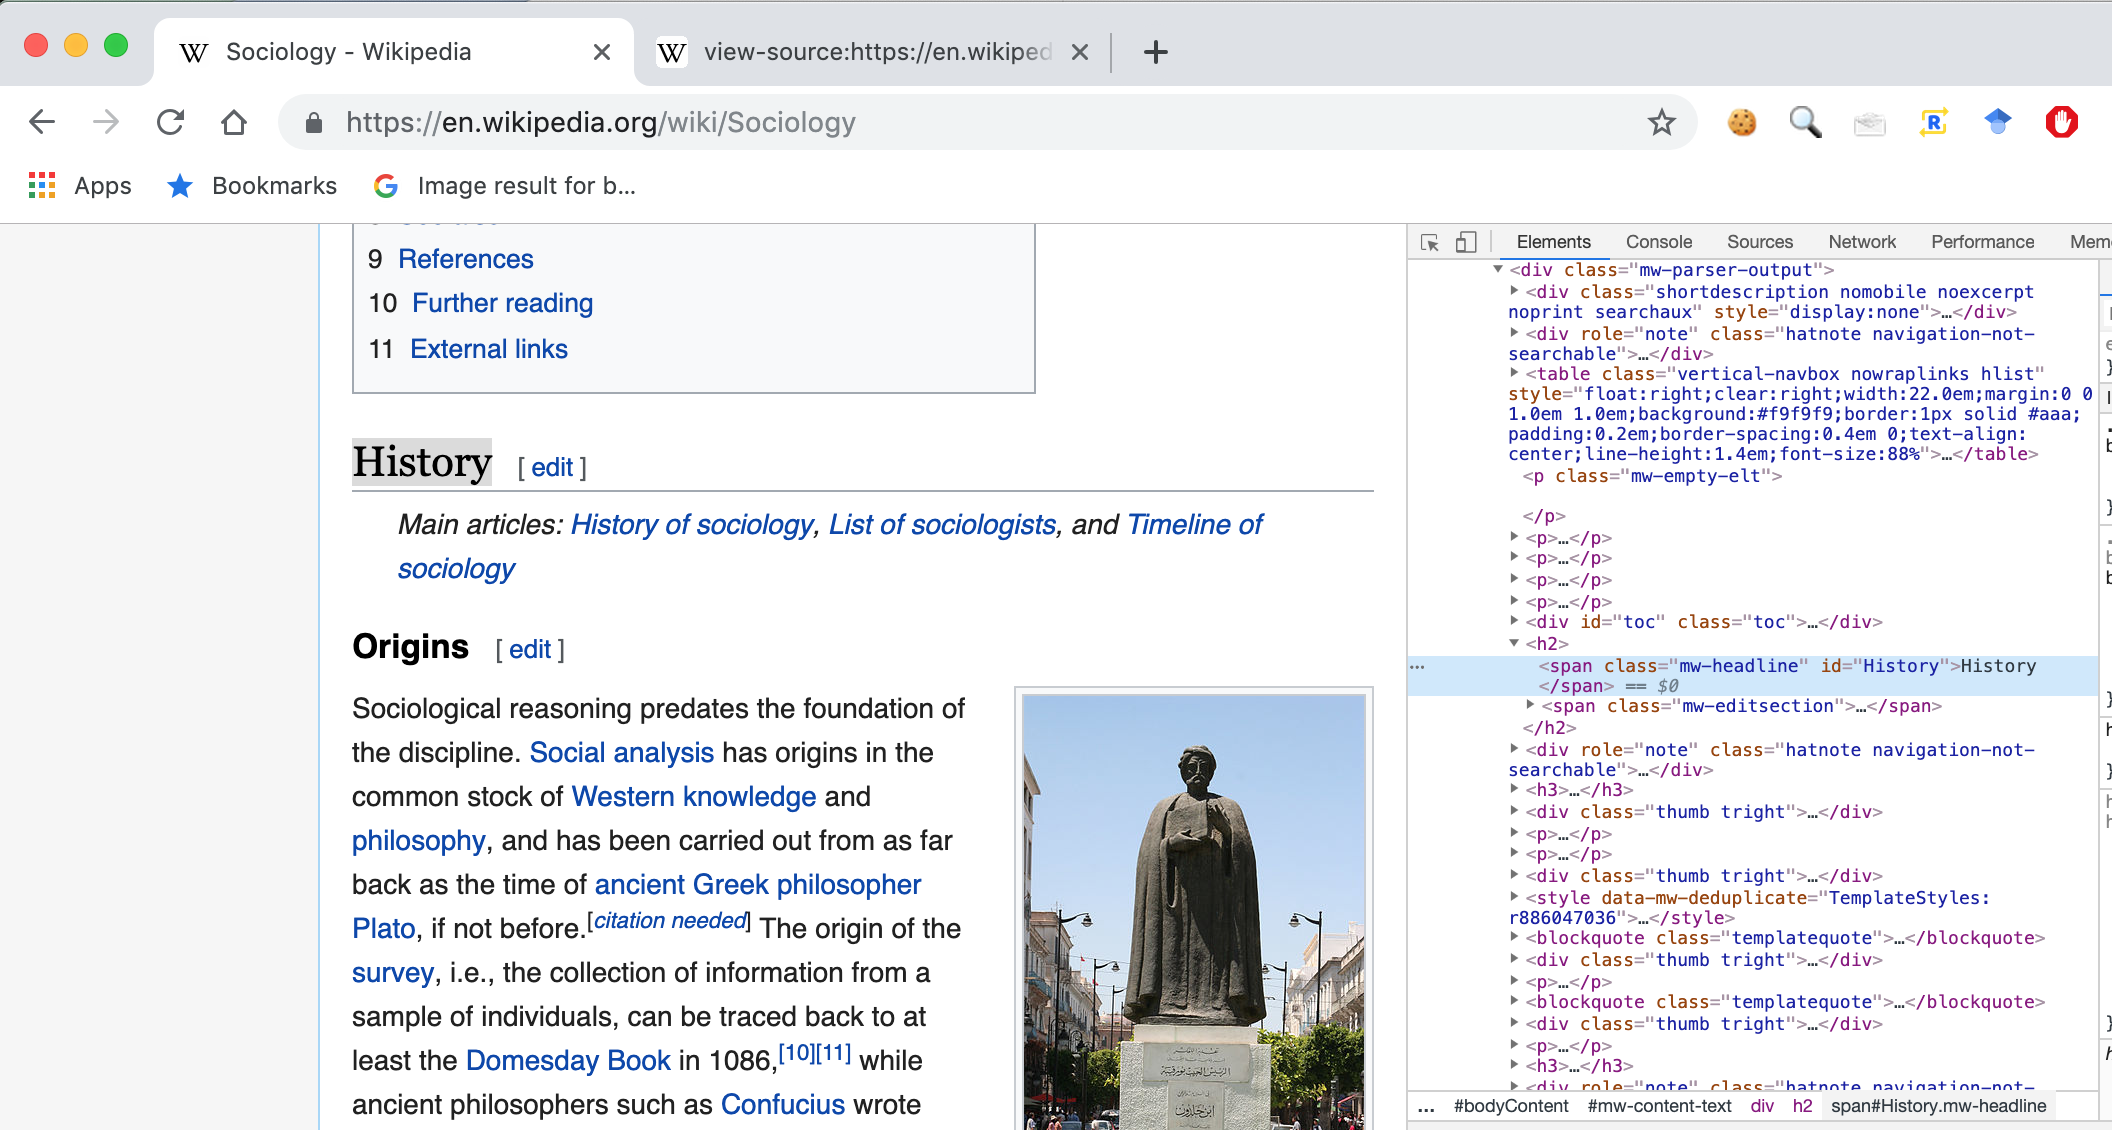 Sociology - Wikipedia
view-source:https://en.wikiped
https://en.wikipedia.org/wiki/Sociology
Apps
Bookmarks
Image result for b...
9 References
10 Further reading
11 External links
History [ edit ]
Main articles: History of sociology, List of sociologists, and Timeline of
sociology
Origins [ edit ]
Sociological reasoning predates the foundation of
the discipline. Social analysis has origins in the
common stock of Western knowledge and
philosophy, and has been carried out from as far
back as the time of ancient Greek philosopher
Plato, if not before.[citation needed] The origin of the
survey, i.e., the collection of information from a
sample of individuals, can be traced back to at
least the Domesday Book in 1086,[10][11] while
ancient philosophers such as Confucius wrote
Elements Console Sources Network Performance Mem
<div class="mw-parser-output">
<div class="shortdescription nomobile noexcerpt
noprint searchaux" style="display:none">…</div>
<div role="note" class="hatnote navigation-not-
searchable">…</div>
<table class="vertical-navbox nowraplinks hlist"
style="float:right;clear:right;width:22.0em;margin:0 0
1.0em 1.0em;background:#f9f9f9;border:1px solid #aaa;
padding:0.2em;border-spacing:0.4em 0;text-align:
center;line-height:1.4em;font-size:88%">…</table>
<p class="mw-empty-elt">
</p>
<p>…</p>
<p>…</p>
<p>…</p>
<p>…</p>
<div id="toc" class="toc">…</div>
<h2>
<span class="mw-headline" id="History">History
</span> == $0
<span class="mw-editsection">…</span>
</h2>
<div role="note" class="hatnote navigation-not-
searchable">…</div>
<h3>…</h3>
<div class="thumb tright">…</div>
<p>…</p>
<p>…</p>
<div class="thumb tright">…</div>
<style data-mw-deduplicate="TemplateStyles:
r886047036">…</style>
<blockquote class="templatequote">…</blockquote>
<div class="thumb tright">…</div>
<p>…</p>
<blockquote class="templatequote">…</blockquote>
<div class="thumb tright">…</div>
<p>…</p>
<h3>…</h3>
<div role="note" class="hatnote navigation-not-
... #bodyContent #mw-content-text div h2 span#History.mw-headline